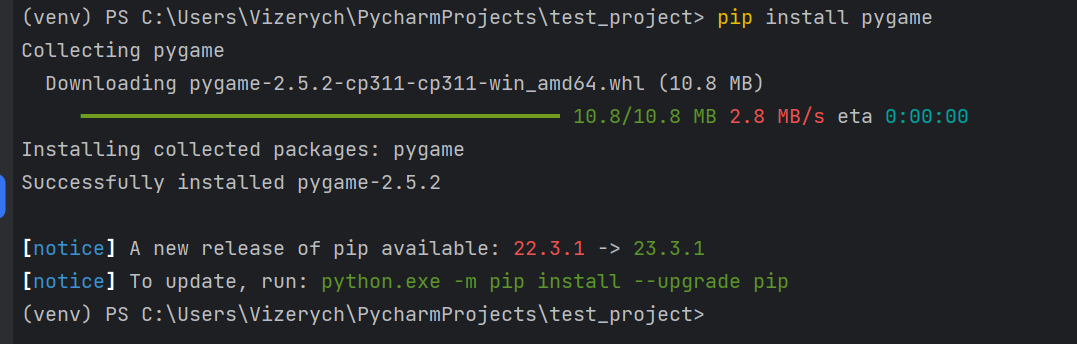 (venv) PS C:\Users\Vizerych\PycharmProjects\test_project> pip install pygame
Collecting pygame
  Downloading pygame-2.5.2-cp311-cp311-win_amd64.whl (10.8 MB)
10.8/10.8 MB 2.8 MB/s eta 0:00:00
Installing collected packages: pygame
Successfully installed pygame-2.5.2
[notice] A new release of pip available: 22.3.1 -> 23.3.1
[notice] To update, run: python.exe -m pip install --upgrade pip
(venv) PS C:\Users\Vizerych\PycharmProjects\test_project>